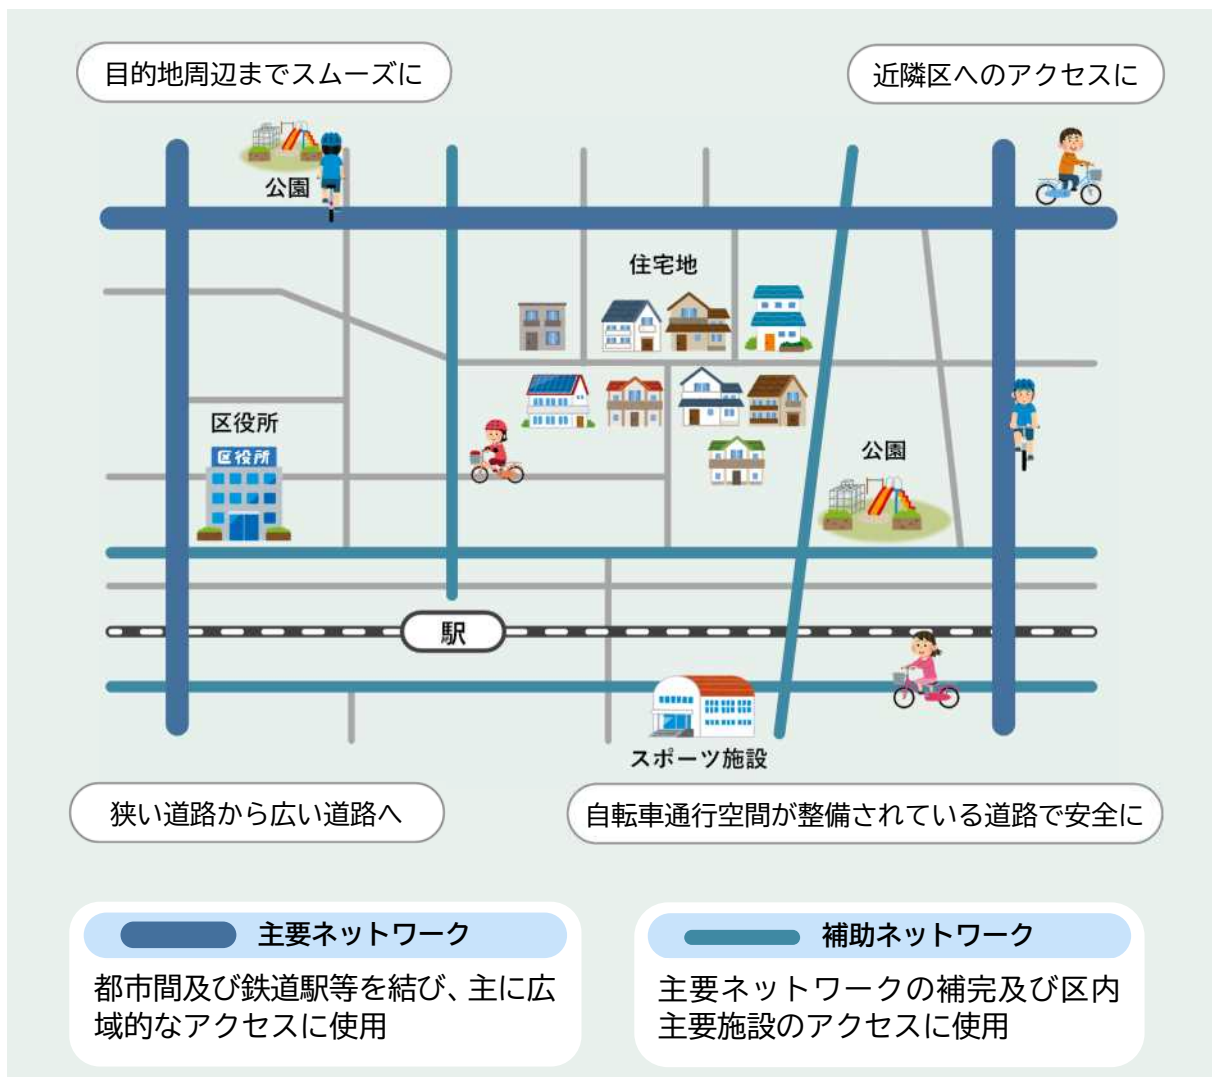 目的地周辺までスムーズに
近隣区へのアクセスに
公園
住宅地
区役所
区役所
公園
駅
スポーツ施設
狭い道路から広い道路へ
自転車通行空間が整備されている道路で安全に
主要ネットワーク
都市間及び鉄道駅等を結び、主に広
域的なアクセスに使用
補助ネットワーク
主要ネットワークの補完及び区内
主要施設のアクセスに使用